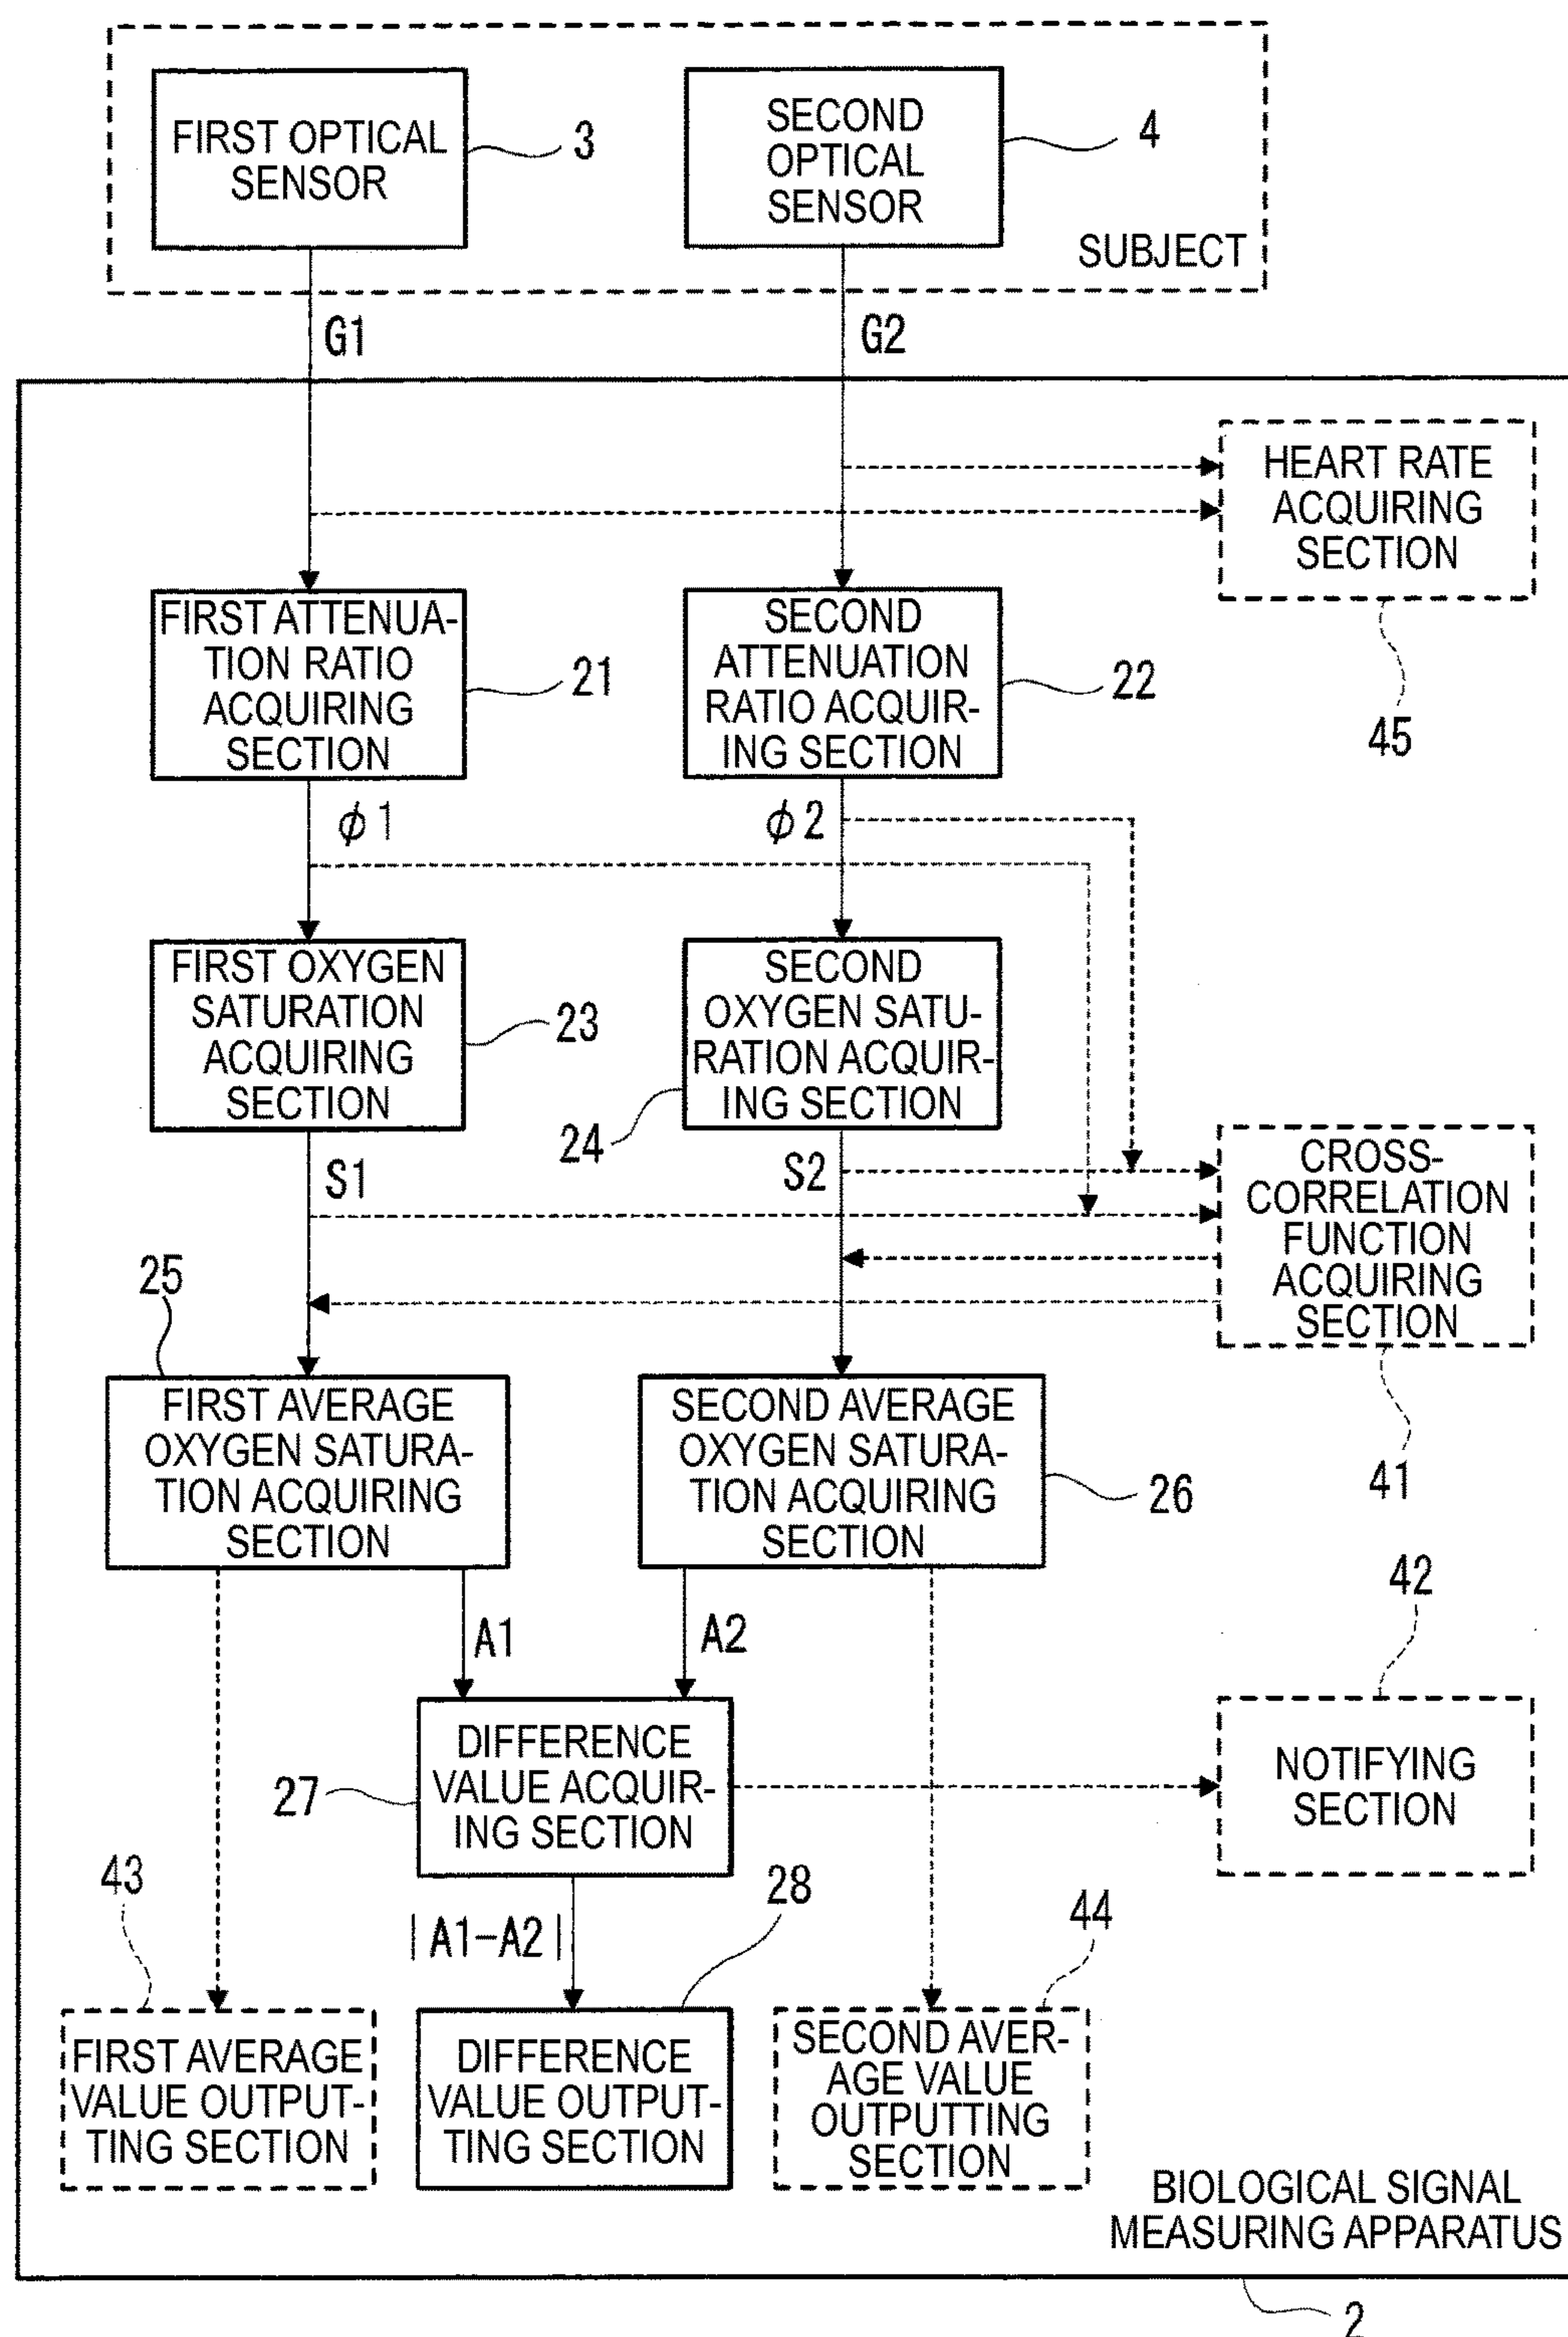 FIRST OPTICAL
SENSOR
3
SECOND
OPTICAL
SENSOR
4
SUBJECT
G1
G2
HEART RATE
ACQUIRING
SECTION
45
FIRST ATTENUA-
TION RATIO
ACQUIRING
SECTION
21
SECOND
ATTENUATION
RATIO ACQUIR-
ING SECTION
22
φ1
φ2
FIRST OXYGEN
SATURATION
ACQUIRING
SECTION
23
SECOND
OXYGEN SATU-
RATION ACQUIR-
ING SECTION
24
S1
S2
CROSS-
CORRELATION
FUNCTION
ACQUIRING
SECTION
41
25
FIRST AVERAGE
OXYGEN SATURA-
TION ACQUIRING
SECTION
SECOND AVERAGE
OXYGEN SATURA-
TION ACQUIRING
SECTION
26
A1
A2
42
NOTIFYING
SECTION
DIFFERENCE
VALUE ACQUIR-
ING SECTION
27
43
|A1-A2|
28
44
FIRST AVERAGE
VALUE OUTPUT-
TING SECTION
DIFFERENCE
VALUE OUTPUT-
TING SECTION
SECOND AVER-
AGE VALUE
OUTPUTTING
SECTION
BIOLOGICAL SIGNAL
MEASURING APPARATUS
2